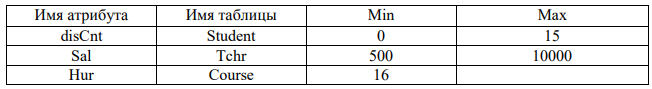 Имя атрибута Имя таблицы Min Max
disCnt Student 0 15
Sal Tchr 500 10000
Hur Course 16